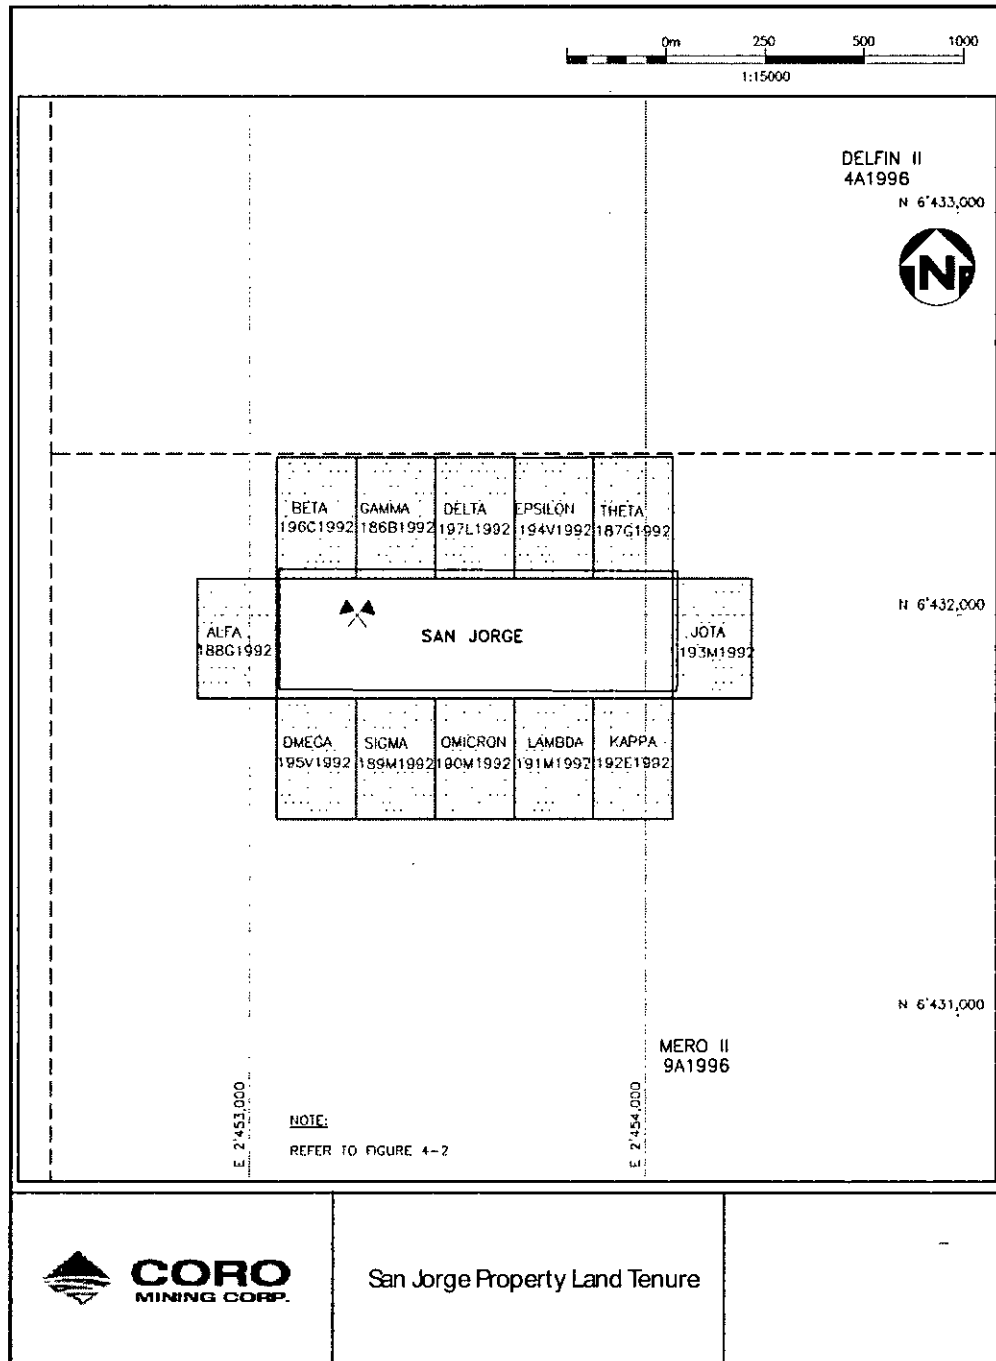 0m 250 500 1000
1:15000
DELFIN II
4A1996
N 6'433,000
N
BETA
196C1992
GAMMA
186B1992
DELTA
197L1992
EPSILON
194V1992
THETA
187G1992
N 6'432,000
ALFA
188G1992
SAN JORGE
JOTA
193M1992
OMEGA
195V1992
SIGMA
189M1992
OMICRON
190M1992
LAMBDA
191M1992
KAPPA
192E1992
N 6'431,000
MERO II
9A1996
E 2'453,000
E 2'454,000
NOTE:
REFER TO FIGURE 4-2
CORO
MINING CORP.
San Jorge Property Land Tenure